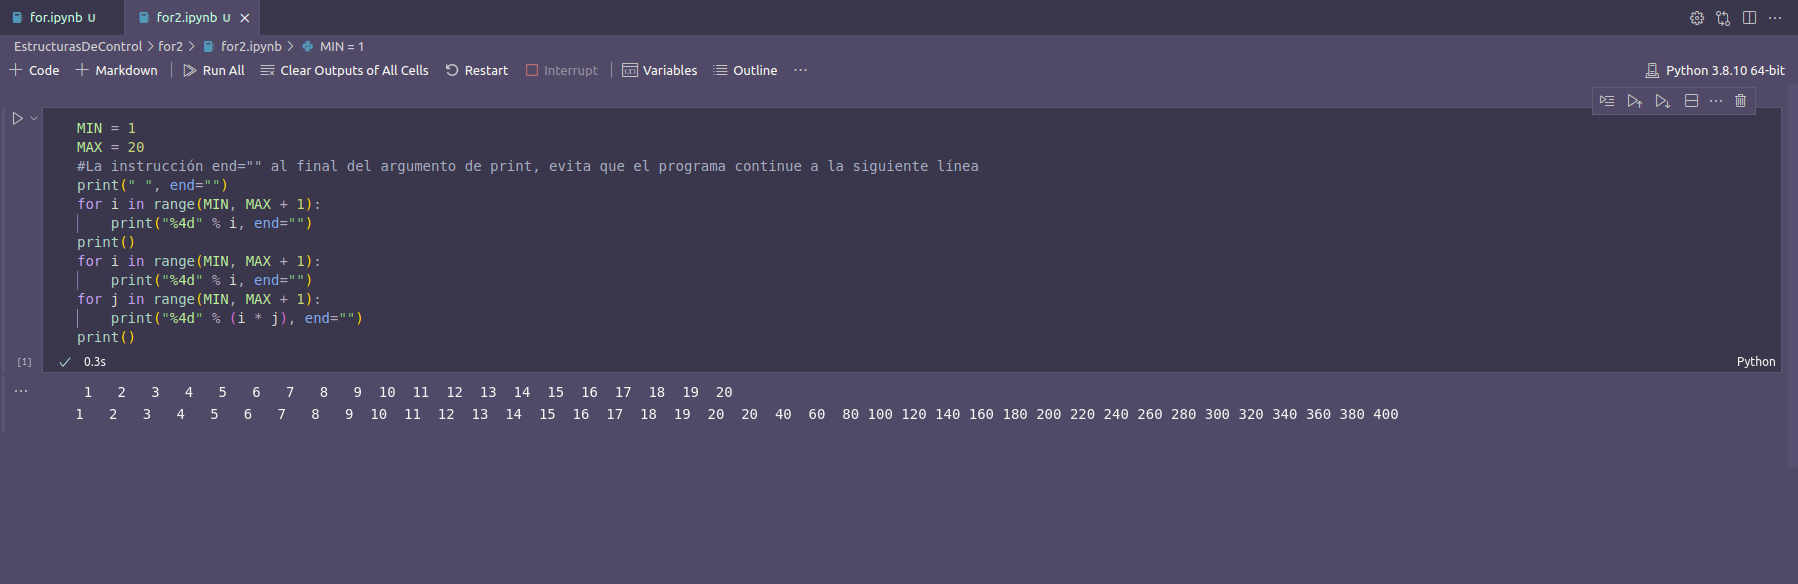 for.ipynb U for2.ipynb U
EstructurasDeControl > for2 > for2.ipynb > MIN = 1
Code Markdown Run All Clear Outputs of All Cells Restart Interrupt Variables Outline ... Python 3.8.10 64-bit
MIN = 1
MAX = 20
#La instrucción end="" al final del argumento de print, evita que el programa continue a la siguiente línea
print(" ", end="")
for i in range(MIN, MAX + 1):
    print("%4d" % i, end="")
print()
for i in range(MIN, MAX + 1):
    print("%4d" % i, end="")
for j in range(MIN, MAX + 1):
    print("%4d" % (i * j), end="")
print()
[1] 0.3s Python
1 2 3 4 5 6 7 8 9 10 11 12 13 14 15 16 17 18 19 20
1 2 3 4 5 6 7 8 9 10 11 12 13 14 15 16 17 18 19 20 20 40 60 80 100 120 140 160 180 200 220 240 260 280 300 320 340 360 380 400